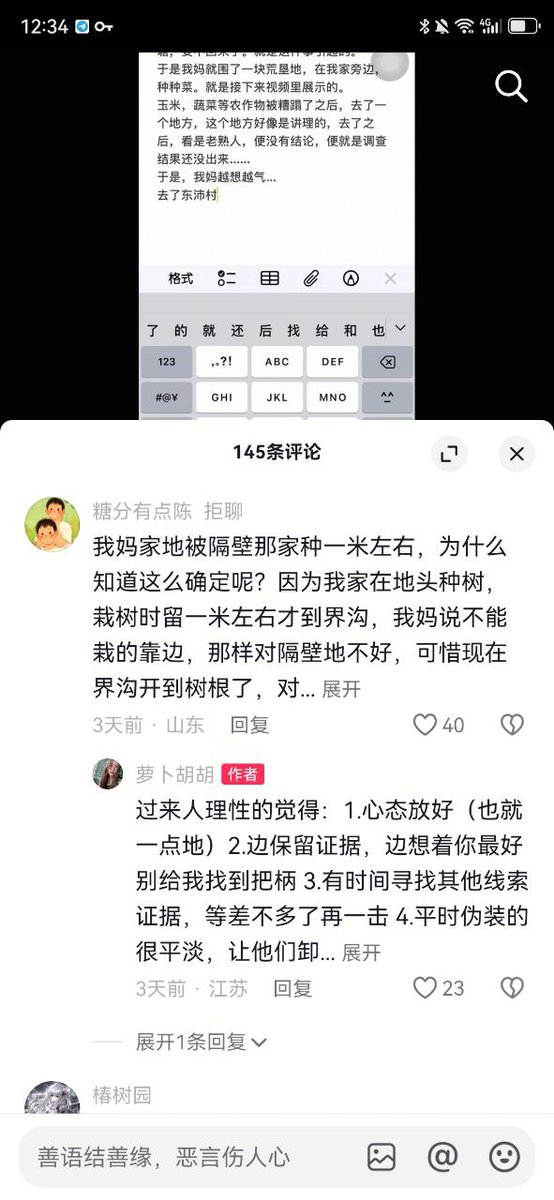 12:34
4G
于是我妈就围了一块荒垦地，在我家旁边，
种种菜。就是接下来视频里展示的。
玉米，蔬菜等农作物被糟蹋了之后，去了一
个地方，这个地方好像是讲理的，去了之
后，看是老熟人，便没有结论，便就是调查
结果还没出来……
于是，我妈越想越气...
去了东沛村
格式
了 的 就 还 后 找 给 和 也
123 ,。?! ABC DEF
#@¥ GHI JKL MNO ^^
145条评论
糖分有点陈 拒聊
我妈家地被隔壁那家种一米左右，为什么
知道这么确定呢？因为我家在地头种树，
栽树时留一米左右才到界沟，我妈说不能
栽的靠边，那样对隔壁地不好，可惜现在
界沟开到树根了，对... 展开
3天前 · 山东 回复 40
萝卜胡胡 作者
过来人理性的觉得：1.心态放好（也就
一点地）2.边保留证据，边想着你最好
别给我找到把柄 3.有时间寻找其他线索
证据，等差不多了再一击 4.平时伪装的
很平淡，让他们卸... 展开
3天前 · 江苏 回复 23
展开1条回复
椿树园
善语结善缘，恶言伤人心